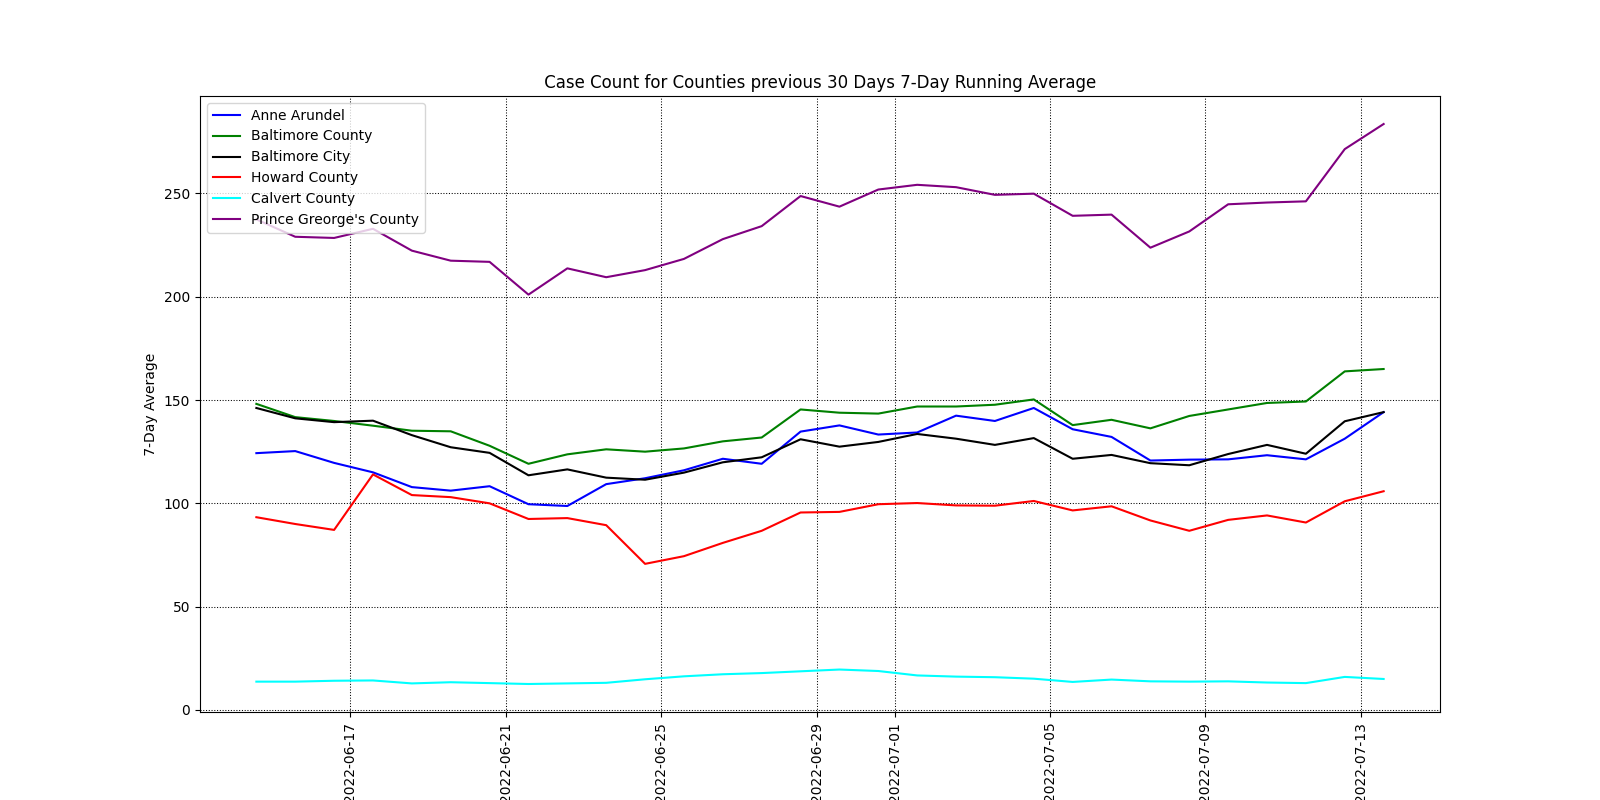 Case Count for Counties previous 30 Days 7-Day Running Average
Anne Arundel
Baltimore County
Baltimore City
Howard County
Calvert County
Prince Greorge's County
7-Day Average
250
200
150
100
50
0
2022-06-17
2022-06-21
2022-06-25
2022-06-29
2022-07-01
2022-07-05
2022-07-09
2022-07-13